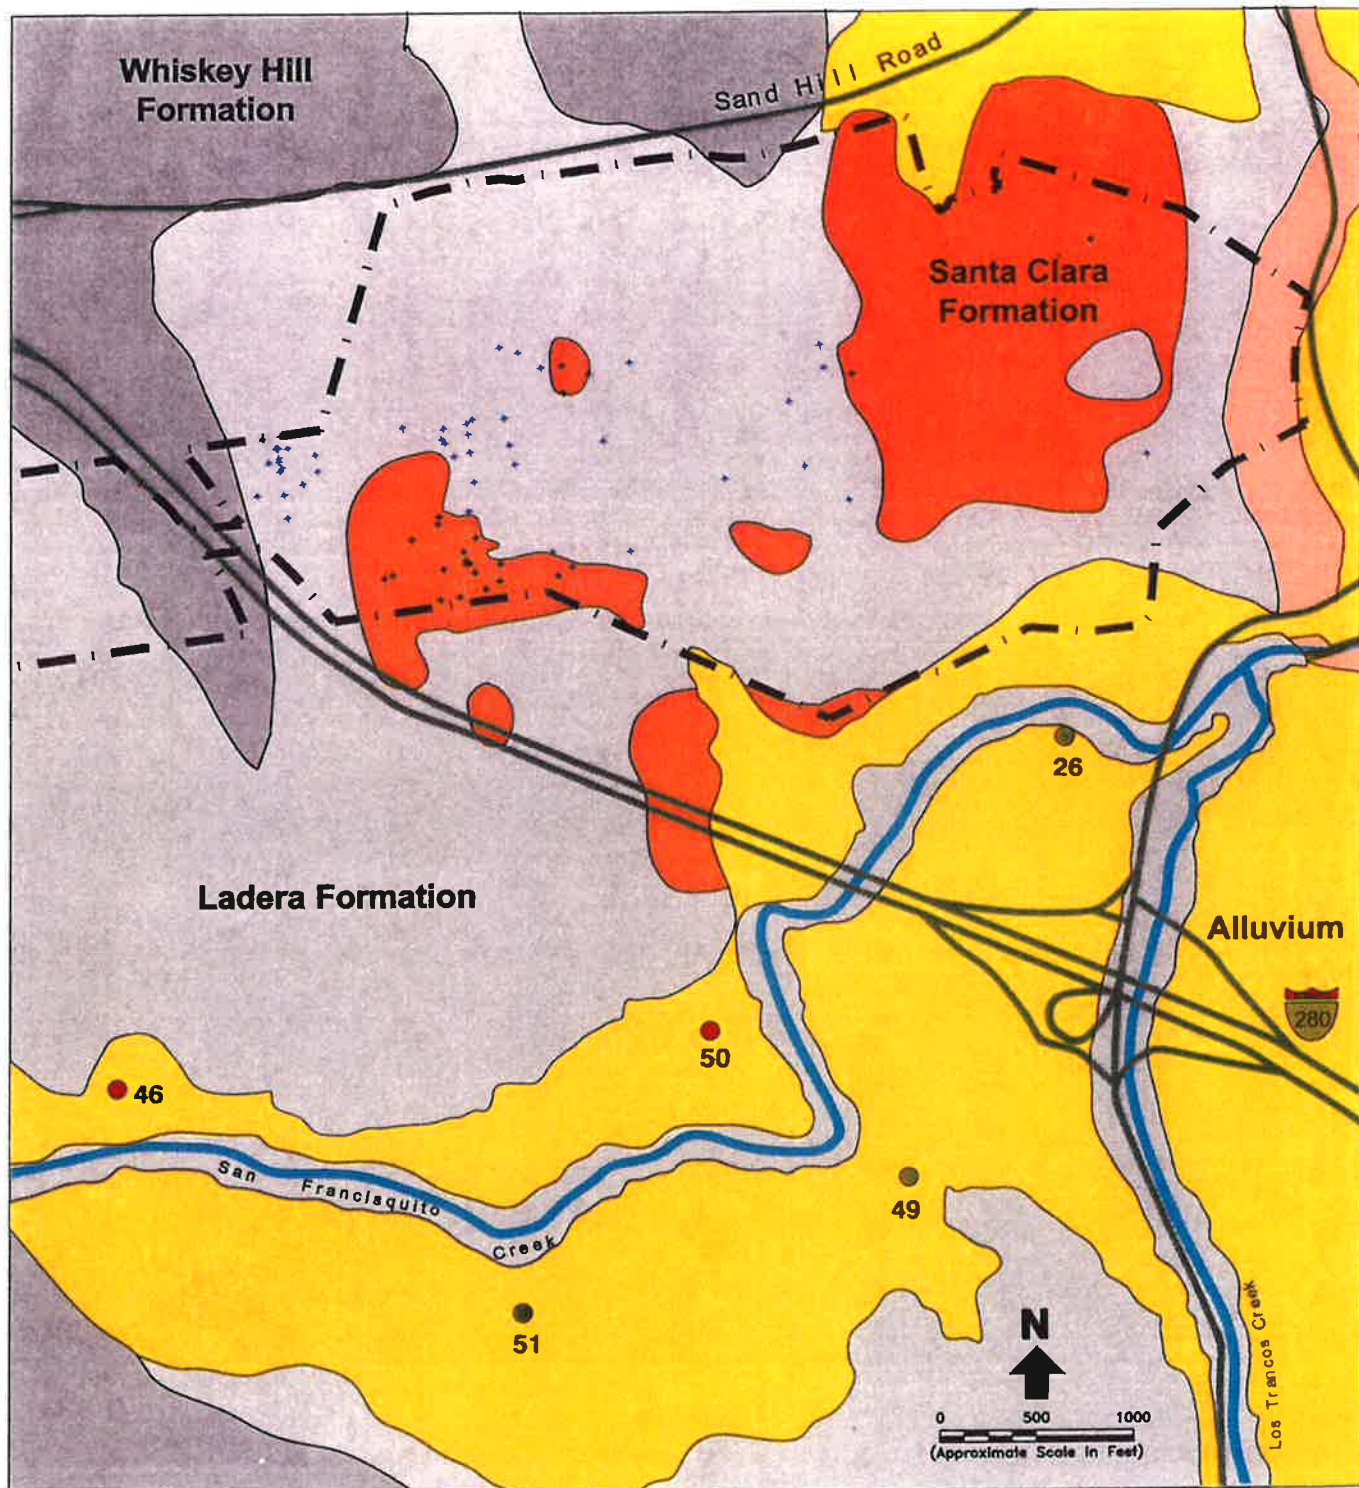 Whiskey Hill
Formation
Sand Hill Road
Santa Clara
Formation
26
Ladera Formation
Alluvium
280
50
46
San Francisquito
Creek
49
51
N
0 500 1000
(Approximate Scale in Feet)
Los Trancos Creek